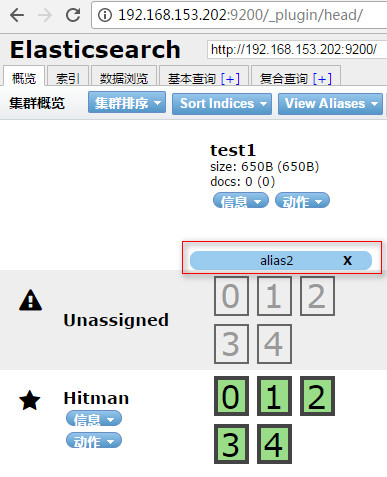 192.168.153.202:9200/_plugin/head/
Elasticsearch
http://192.168.153.202:9200/
概览 索引 数据浏览 基本查询 [+] 复合查询 [+]
集群概览 集群排序 Sort Indices View Aliases
test1
size: 650B (650B)
docs: 0 (0)
信息 动作
alias2 X
Unassigned
0 1 2
3 4
Hitman
0 1 2
信息
动作
3 4